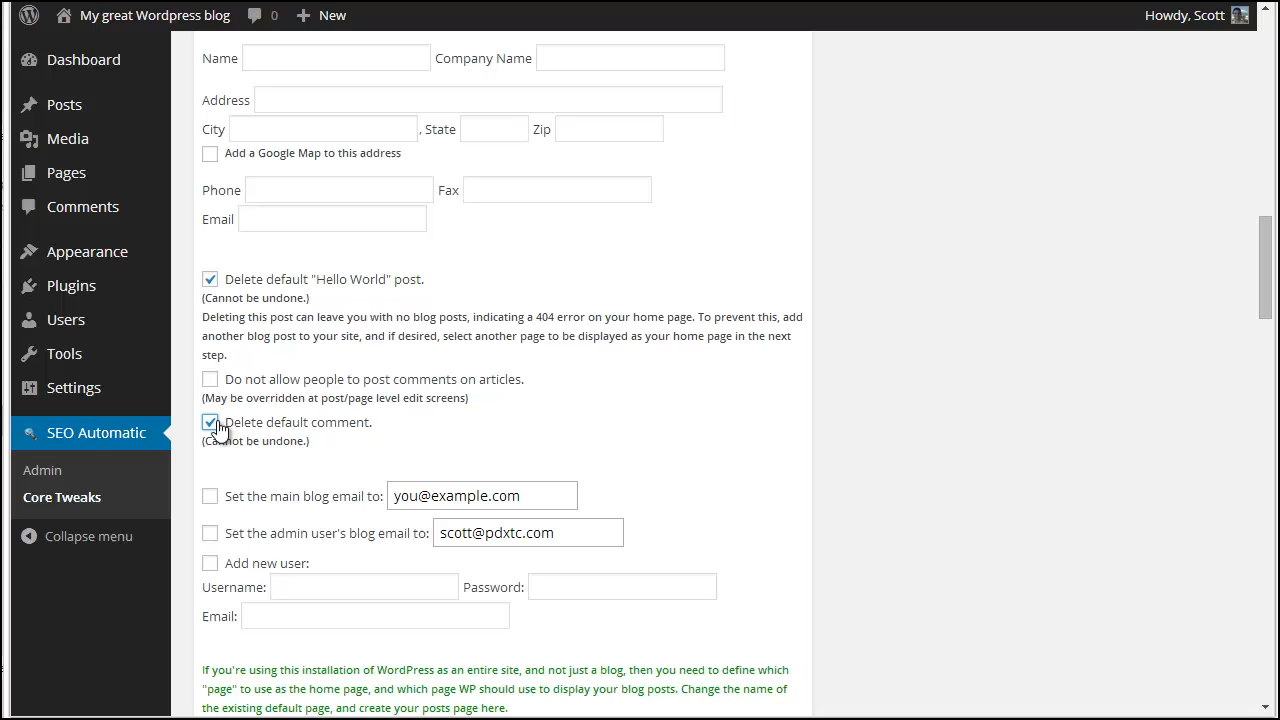 My great Wordpress blog 0 New Howdy, Scott
Dashboard
Posts
Media
Pages
Comments
Appearance
Plugins
Users
Tools
Settings
SEO Automatic
Admin
Core Tweaks
Collapse menu
Name Company Name
Address
City , State Zip
Add a Google Map to this address
Phone Fax
Email
Delete default "Hello World" post.
(Cannot be undone.)
Deleting this post can leave you with no blog posts, indicating a 404 error on your home page. To prevent this, add
another blog post to your site, and if desired, select another page to be displayed as your home page in the next
step.
Do not allow people to post comments on articles.
(May be overridden at post/page level edit screens)
Delete default comment.
(Cannot be undone.)
Set the main blog email to: you@example.com
Set the admin user's blog email to: scott@pdxtc.com
Add new user:
Username: Password:
Email:
If you're using this installation of WordPress as an entire site, and not just a blog, then you need to define which
"page" to use as the home page, and which page WP should use to display your blog posts. Change the name of
the existing default page, and create your posts page here.